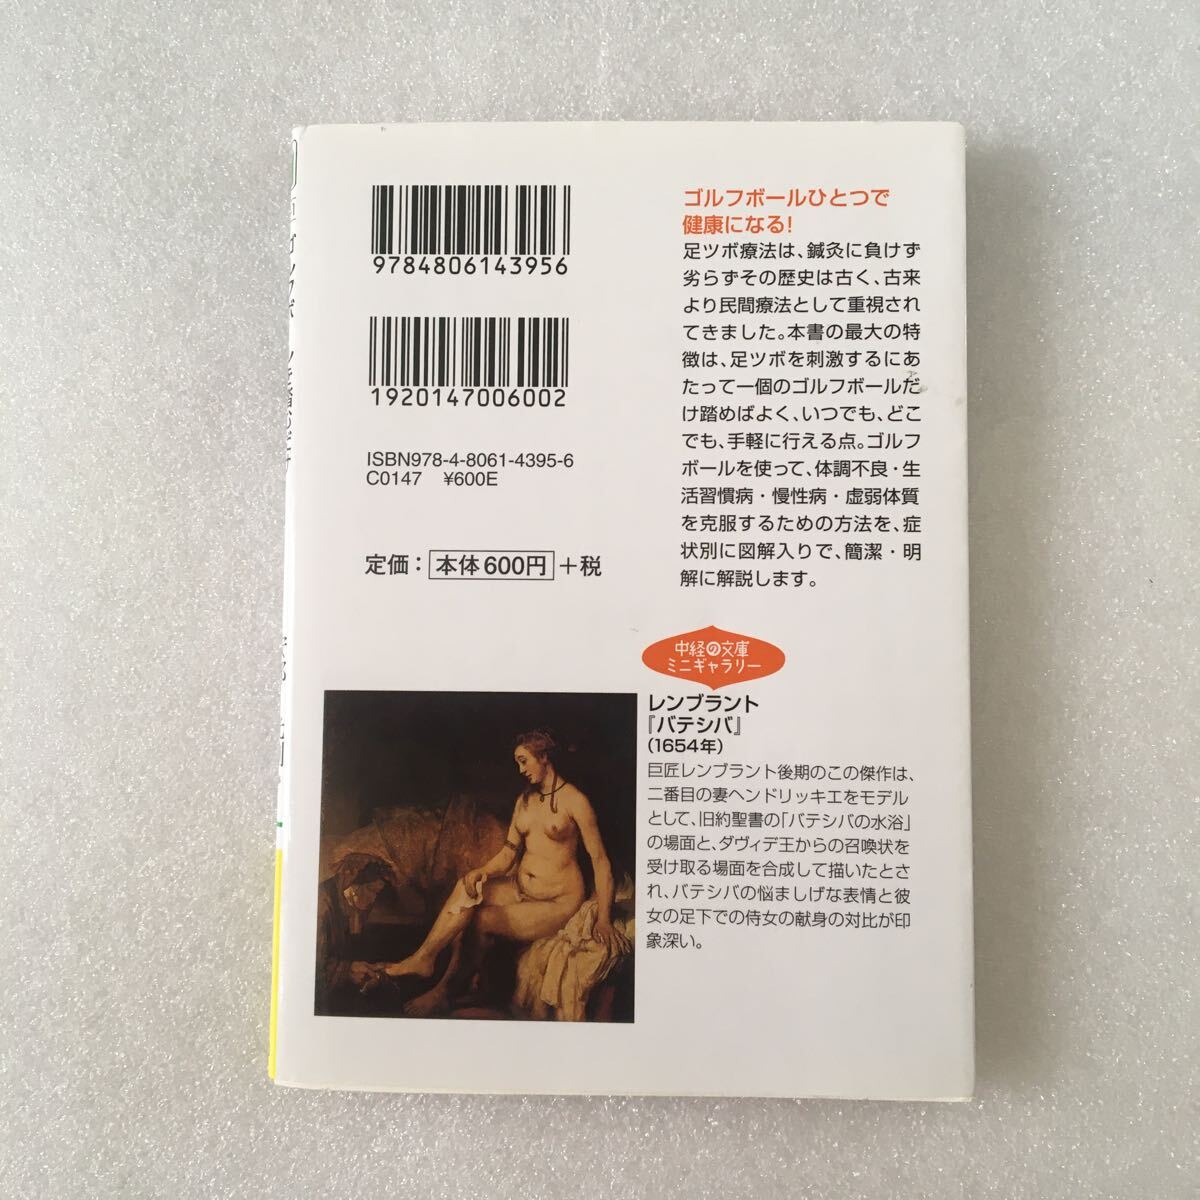 9784806143956
1920147006002
ISBN978-4-8061-4395-6
C0147 ¥600E
定価：本体600円＋税
ゴルフボールひとつで
健康になる！
足ツボ療法は、鍼灸に負けず
劣らずその歴史は古く、古来
より民間療法として重視され
てきました。本書の最大の特
徴は、足ツボを刺激するにあ
たって一個のゴルフボールだ
け踏めばよく、いつでも、どこ
でも、手軽に行える点。ゴルフ
ボールを使って、体調不良・生
活習慣病・慢性病・虚弱体質
を克服するための方法を、症
状別に図解入りで、簡潔・明
解に解説します。
中経の文庫
ミニギャラリー
レンブラント
『バテシバ』
（1654年）
巨匠レンブラント後期のこの傑作は、
二番目の妻ヘンドリッキエをモデル
として、旧約聖書の「バテシバの水浴」
の場面と、ダヴィデ王からの召喚状を
受け取る場面を合成して描いたとさ
れ、バテシバの悩ましげな表情と彼
女の足下での侍女の献身の対比が印
象深い。